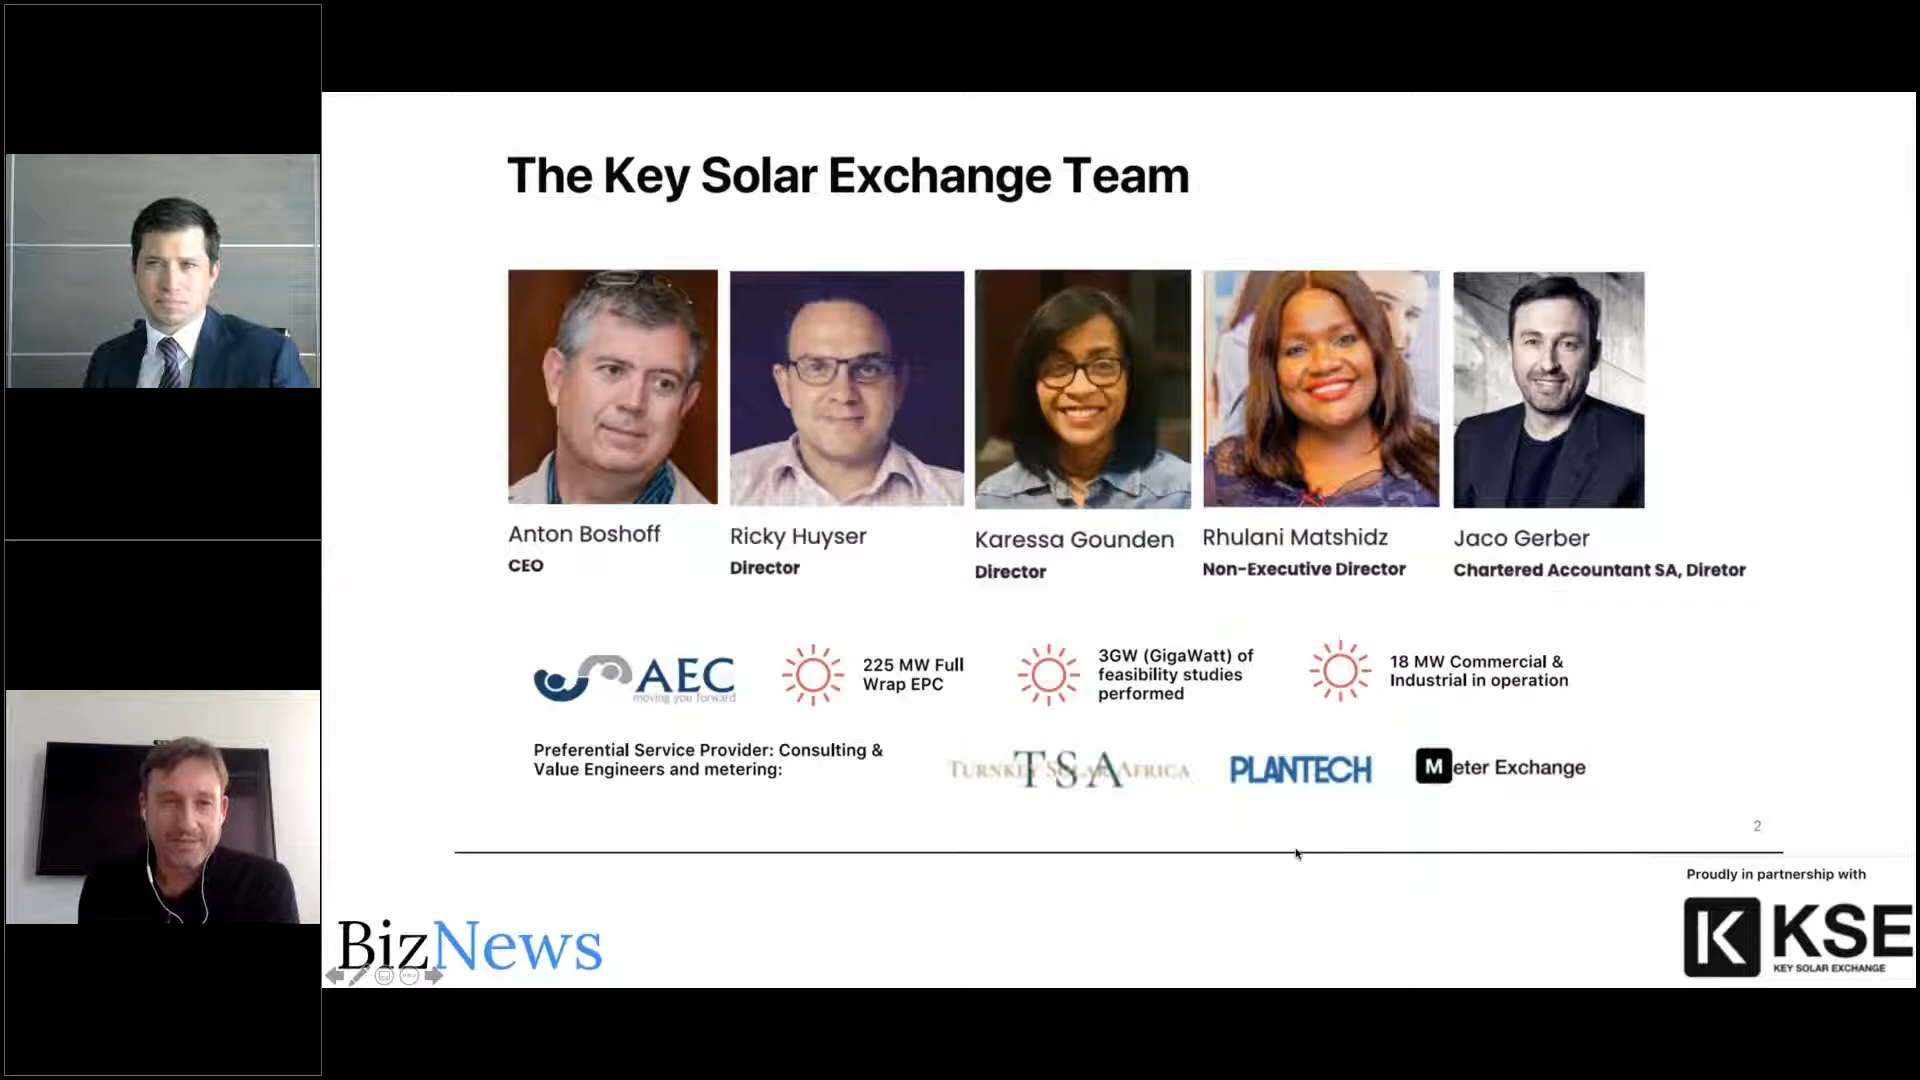 The Key Solar Exchange Team
Anton Boshoff
CEO
Ricky Huyser
Director
Karessa Gounden
Director
Rhulani Matshidz
Non-Executive Director
Jaco Gerber
Chartered Accountant SA, Diretor
AEC
moving you forward
225 MW Full
Wrap EPC
3GW (GigaWatt) of
feasibility studies
performed
18 MW Commercial &
Industrial in operation
Preferential Service Provider: Consulting &
Value Engineers and metering:
TURNKEY SOLAR AFRICA
TSA
PLANTECH
Meter Exchange
2
Proudly in partnership with
K KSE
KEY SOLAR EXCHANGE
BizNews